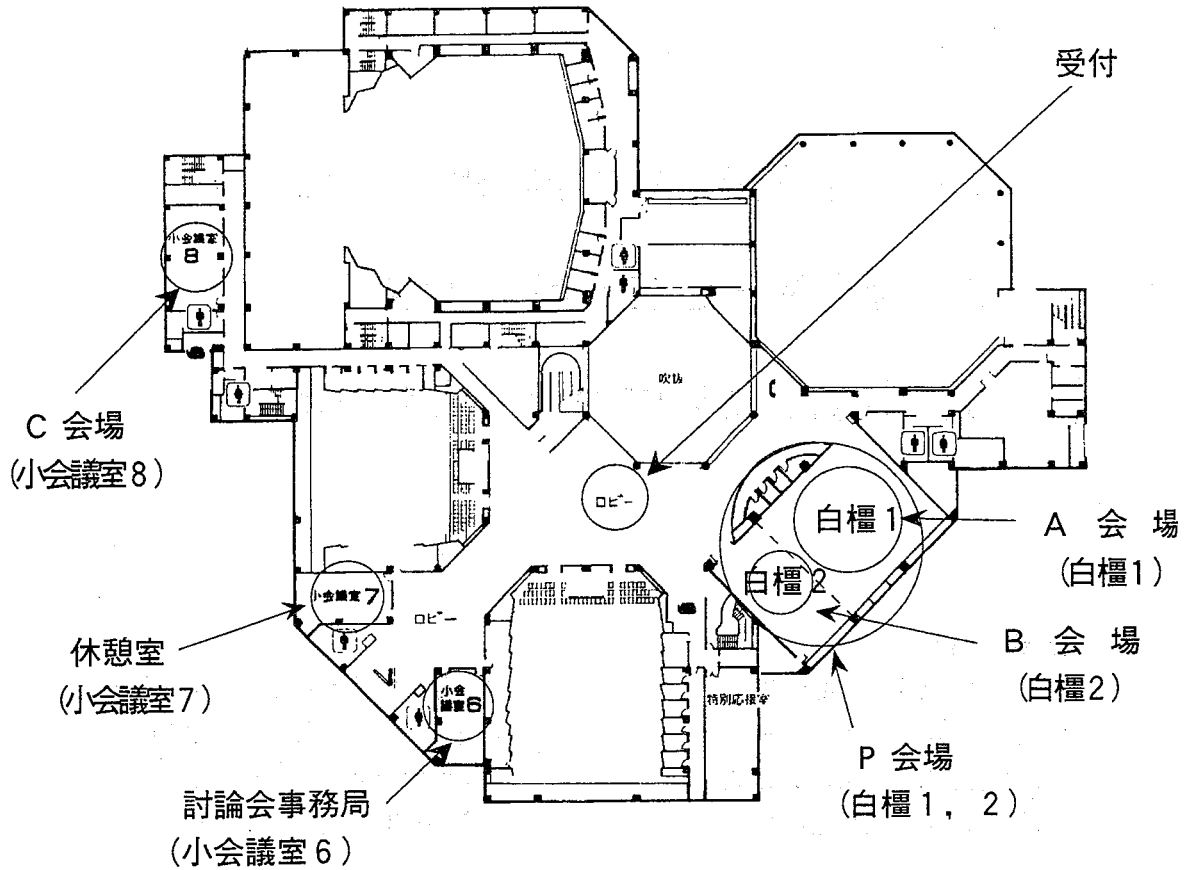 受付
小会議室
8
C 会場
(小会議室8)
吹抜
ロビー
白橿1
A 会場
(白橿1)
白橿2
B 会場
(白橿2)
小会議室7
ロビー
休憩室
(小会議室7)
小会
議室6
特別応接室
P 会場
(白橿1,2)
討論会事務局
(小会議室6)